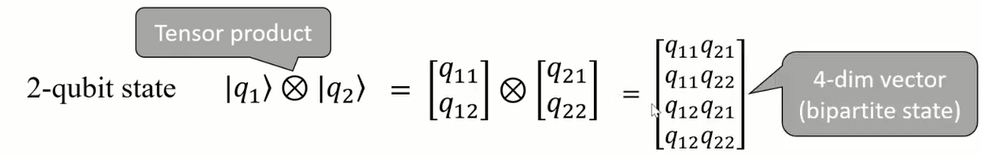 Tensor product
2-qubit state |q₁⟩ ⊗ |q₂⟩ = [q₁₁ q₁₂] ⊗ [q₂₁ q₂₂] = [q₁₁q₂₁ q₁₁q₂₂ q₁₂q₂₁ q₁₂q₂₂]
4-dim vector
(bipartite state)